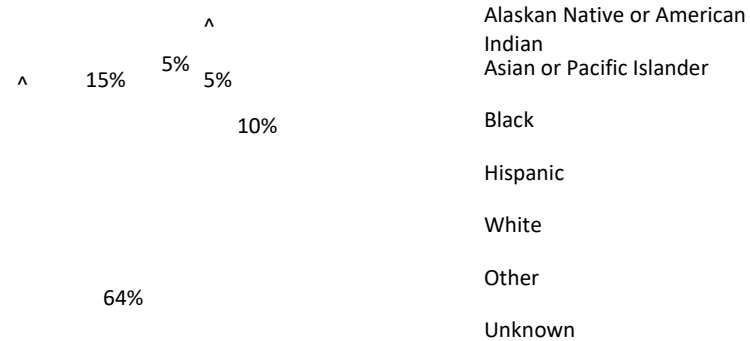 ^
5%
^
15%
5%
10%
64%
Alaskan Native or American
Indian
Asian or Pacific Islander
Black
Hispanic
White
Other
Unknown